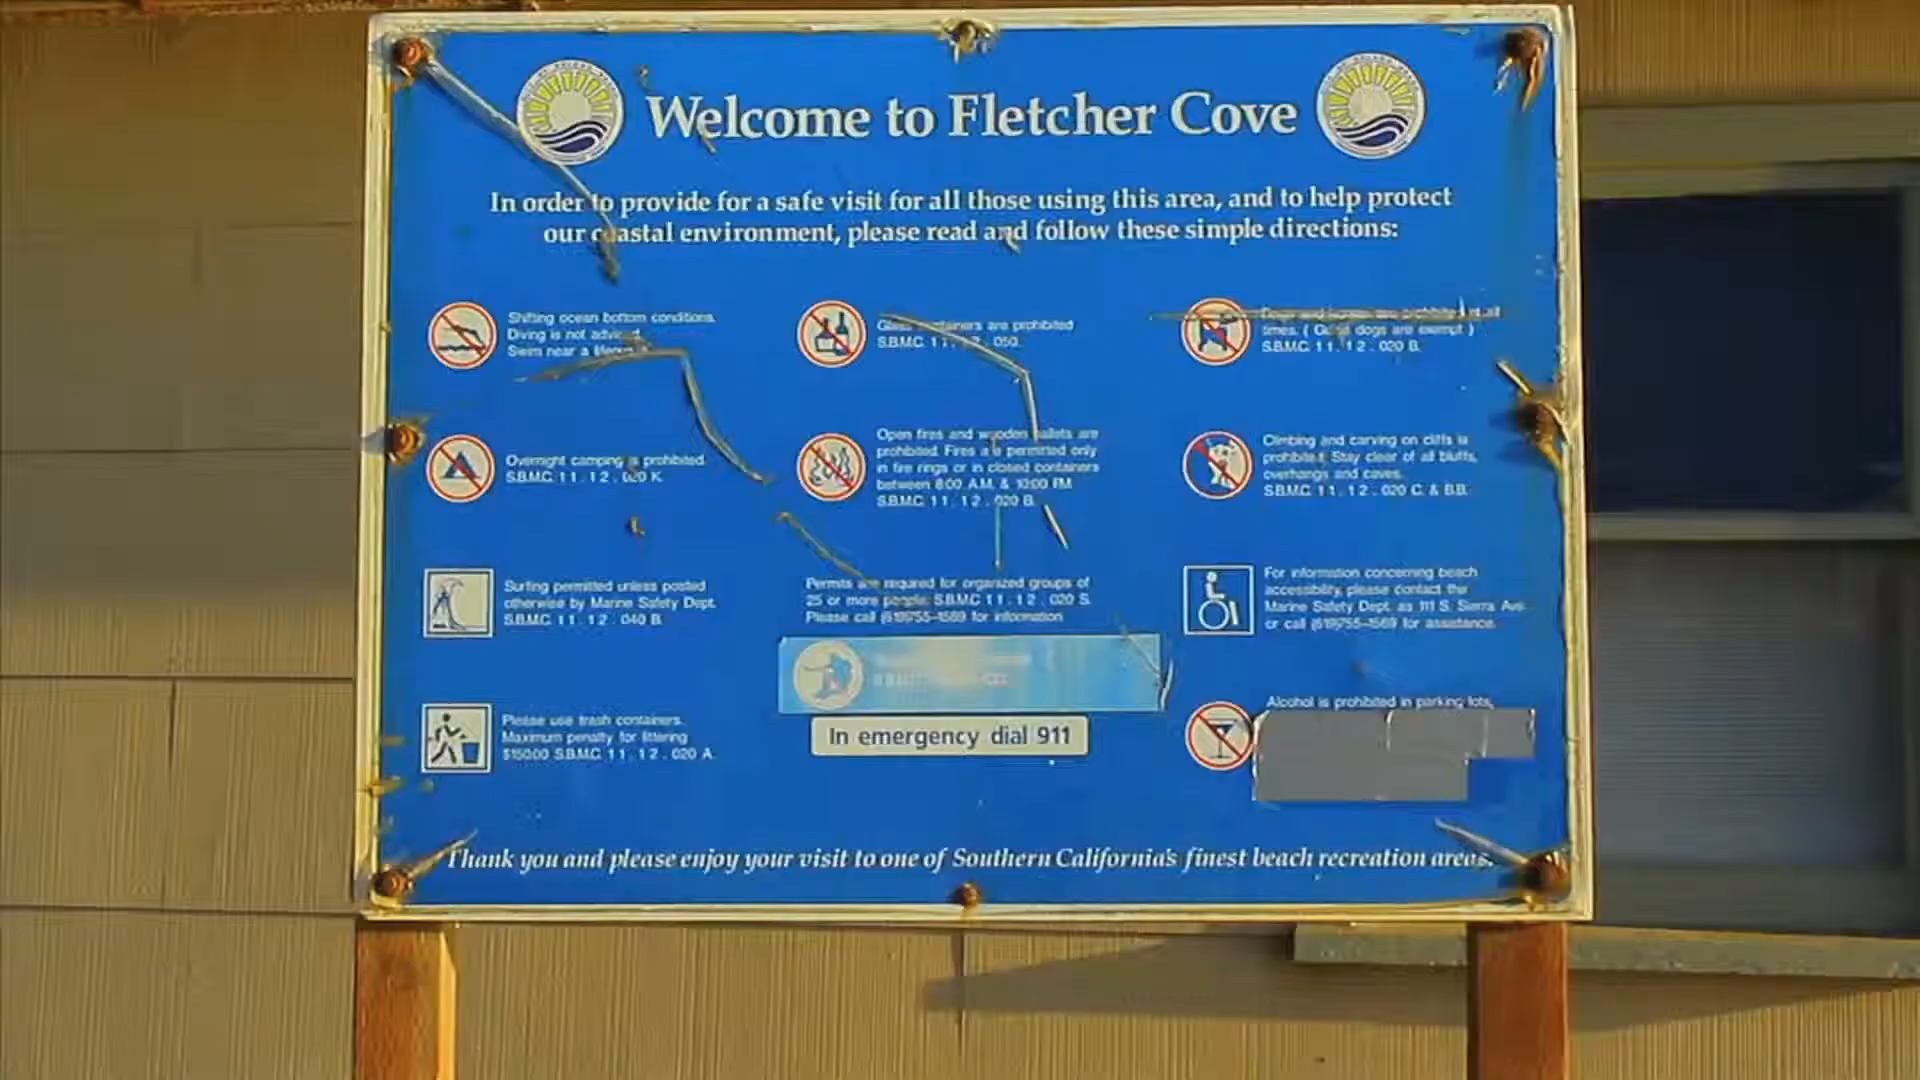 Welcome to Fletcher Cove
In order to provide for a safe visit for all those using this area, and to help protect
our coastal environment, please read and follow these simple directions:
Shifting ocean bottom conditions.
Diving is not advised.
Swim near a
Glass containers are prohibited
S.B.M.C. 11 . 12 . 050.
Dogs and horses are prohibited at all
times. ( Guide dogs are exempt )
S.B.M.C. 11 . 12 . 020 B.
Overnight camping is prohibited.
S.B.M.C. 11 . 12 . 020 K.
Open fires and wooden pallets are
prohibited. Fires are permitted only
in fire rings or in closed containers
between 8:00 A.M. & 10:00 P.M.
S.B.M.C. 11 . 12 . 020 B.
Climbing and carving on cliffs is
prohibited. Stay clear of all bluffs,
overhangs and caves.
S.B.M.C. 11 . 12 . 020 C. & B.B.
Surfing permitted unless posted
otherwise by Marine Safety Dept.
S.B.M.C. 11 . 12 . 040 B.
Permits are required for organized groups of
25 or more people. S.B.M.C. 11 . 12 . 020 S.
Please call (619)755-1569 for information
For information concerning beach
accessibility, please contact the
Marine Safety Dept. as 111 S. Sierra Ave.
or call (619)755-1569 for assistance.
Please use trash containers.
Maximum penalty for littering
$1500.0 S.B.M.C. 11 . 12 . 020 A.
In emergency dial 911
Alcohol is prohibited in parking lots,
Thank you and please enjoy your visit to one of Southern California's finest beach recreation areas.